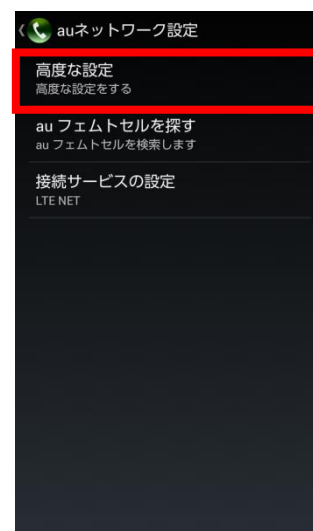 auネットワーク設定
高度な設定
高度な設定をする
au フェムトセルを探す
au フェムトセルを検索します
接続サービスの設定
LTE NET